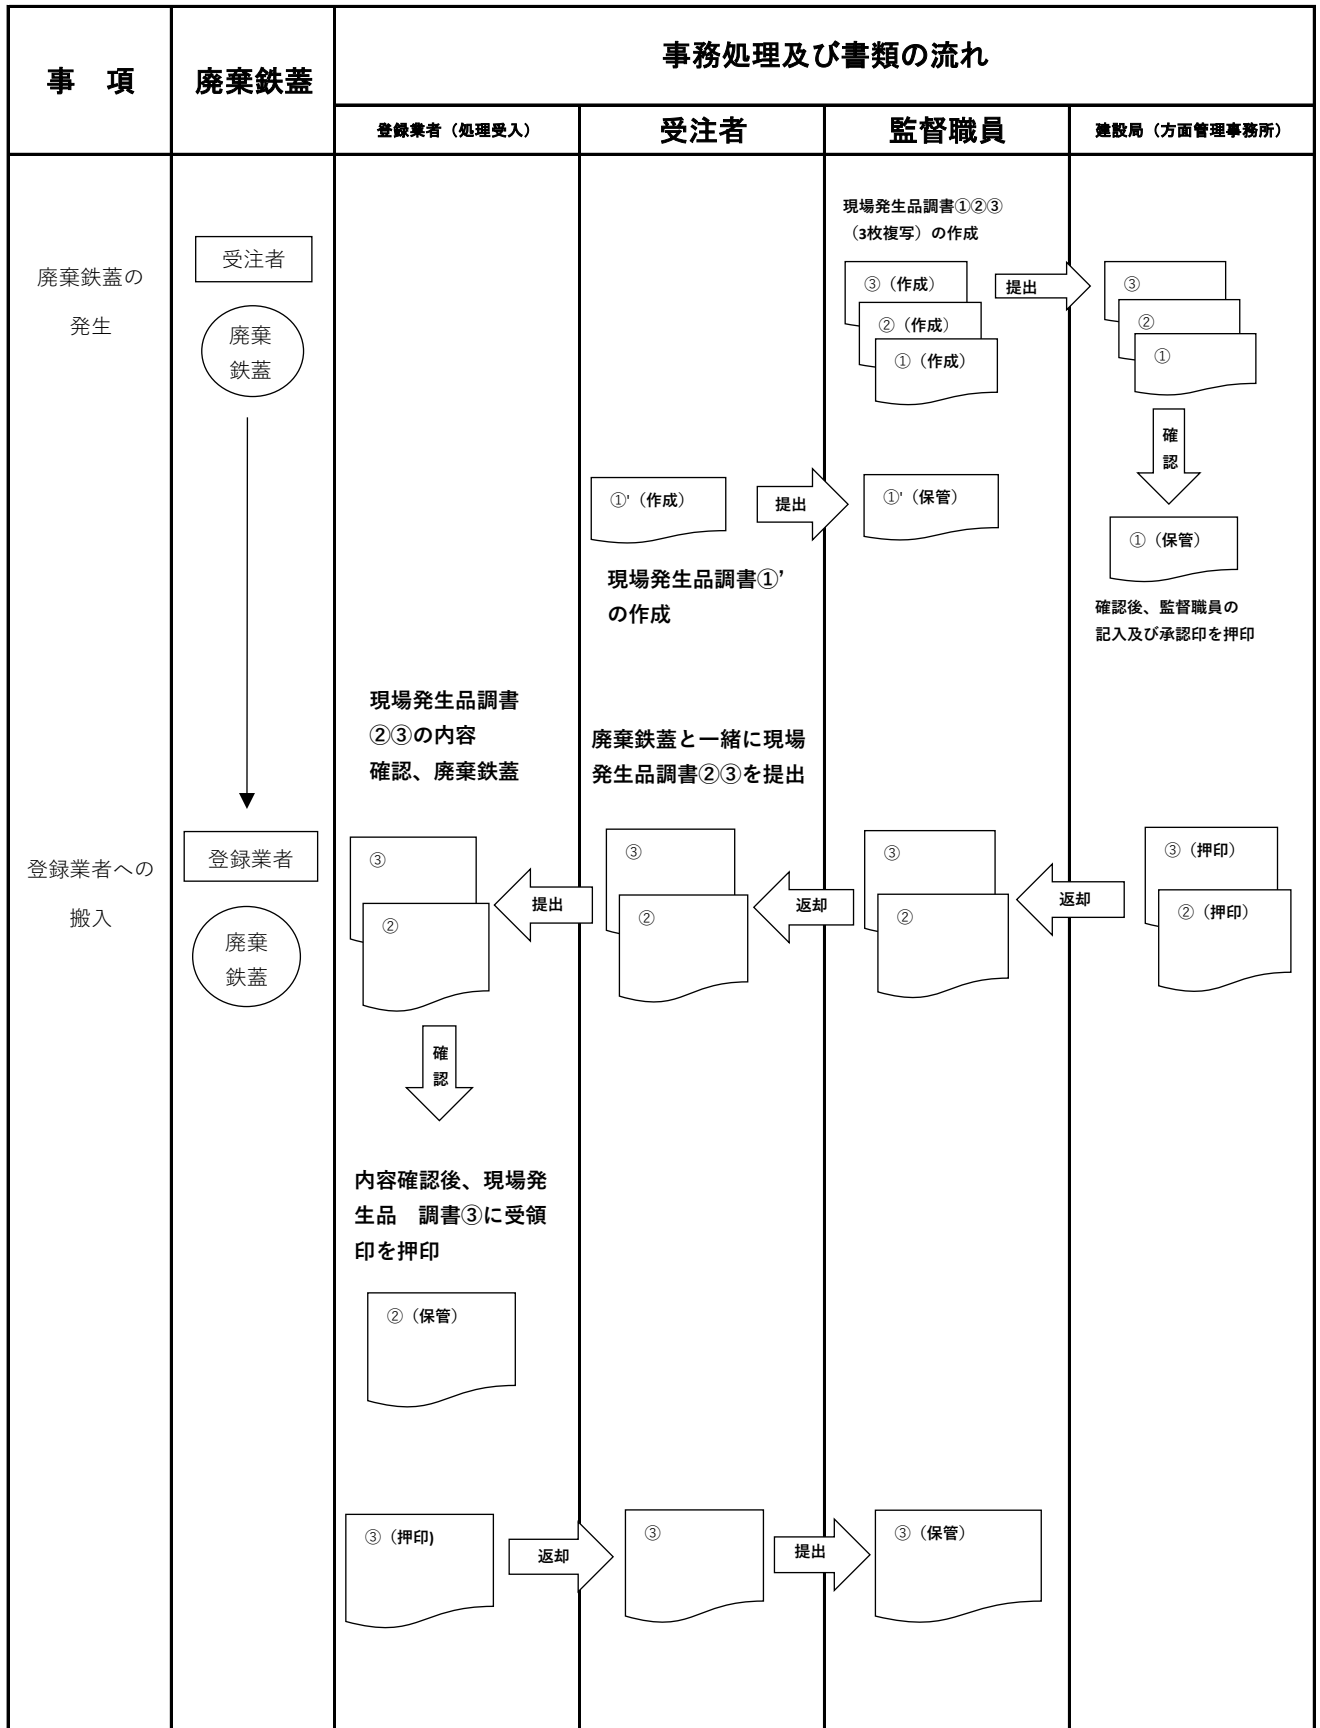 事　項
廃棄鉄蓋
事務処理及び書類の流れ
登録業者（処理受入）
受注者
監督職員
建設局（方面管理事務所）
廃棄鉄蓋の
発生
受注者
廃棄
鉄蓋
現場発生品調書①②③
（3枚複写）の作成
③（作成）
②（作成）
①（作成）
提出
③
②
①
確
認
①'（作成）
提出
①'（保管）
①（保管）
現場発生品調書①’
の作成
確認後、監督職員の
記入及び承認印を押印
現場発生品調書
②③の内容
確認、廃棄鉄蓋
廃棄鉄蓋と一緒に現場
発生品調書②③を提出
登録業者への
搬入
登録業者
廃棄
鉄蓋
③
②
提出
③
②
返却
③
②
返却
③（押印）
②（押印）
確
認
内容確認後、現場発
生品　調書③に受領
印を押印
②（保管）
③（押印)
返却
③
提出
③（保管）